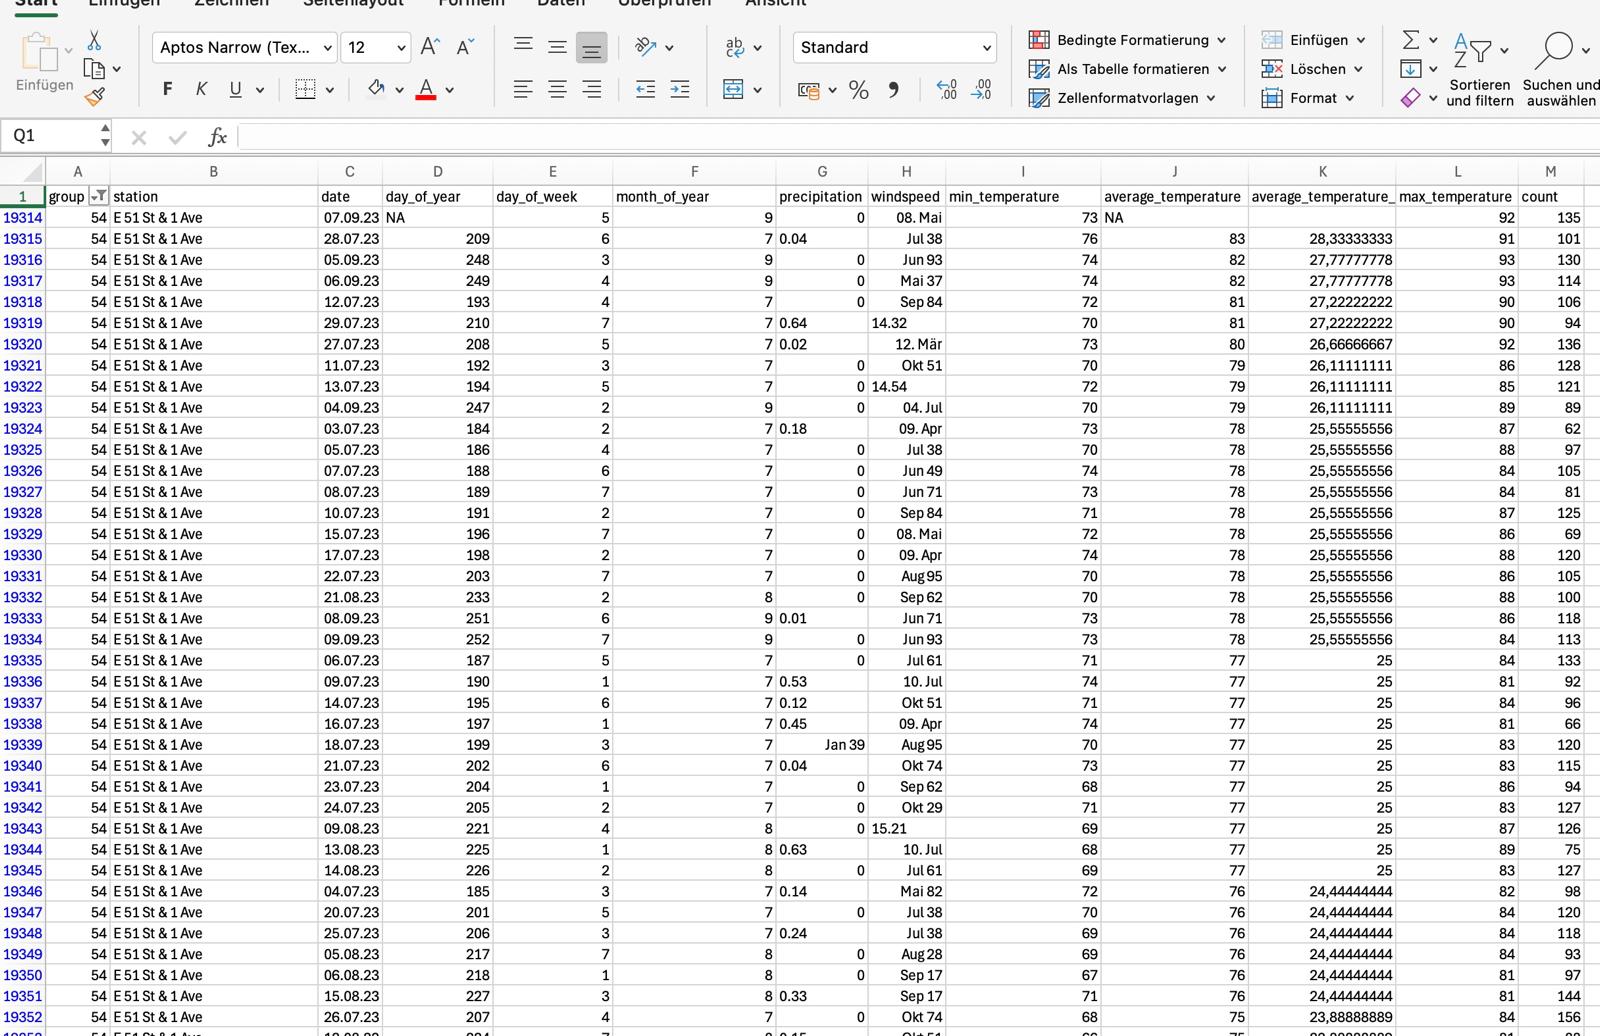 Start Einfügen Zeichnen Seitenlayout Formeln Daten Überprüfen Ansicht
Aptos Narrow (Tex... 12 A A ab c Standard Bedingte Formatierung Einfügen Σ A Z
Als Tabelle formatieren Löschen
Einfügen F K U A % 9 ,00 ,0 Zellenformatvorlagen Format Sortieren und filtern Suchen und auswählen
Q1 fx
A B C D E F G H I J K L M
1 group station date day_of_year day_of_week month_of_year precipitation windspeed min_temperature average_temperature average_temperature_ max_temperature count
19314 54 E 51 St & 1 Ave 07.09.23 NA 5 9 0 08. Mai 73 NA 92 135
19315 54 E 51 St & 1 Ave 28.07.23 209 6 7 0.04 Jul 38 76 83 28,33333333 91 101
19316 54 E 51 St & 1 Ave 05.09.23 248 3 9 0 Jun 93 74 82 27,77777778 93 130
19317 54 E 51 St & 1 Ave 06.09.23 249 4 9 0 Mai 37 74 82 27,77777778 93 114
19318 54 E 51 St & 1 Ave 12.07.23 193 4 7 0 Sep 84 72 81 27,22222222 90 106
19319 54 E 51 St & 1 Ave 29.07.23 210 7 7 0.64 14.32 70 81 27,22222222 90 94
19320 54 E 51 St & 1 Ave 27.07.23 208 5 7 0.02 12. Mär 73 80 26,66666667 92 136
19321 54 E 51 St & 1 Ave 11.07.23 192 3 7 0 Okt 51 70 79 26,11111111 86 128
19322 54 E 51 St & 1 Ave 13.07.23 194 5 7 0 14.54 72 79 26,11111111 85 121
19323 54 E 51 St & 1 Ave 04.09.23 247 2 9 0 04. Jul 70 79 26,11111111 89 89
19324 54 E 51 St & 1 Ave 03.07.23 184 2 7 0.18 09. Apr 73 78 25,55555556 87 62
19325 54 E 51 St & 1 Ave 05.07.23 186 4 7 0 Jul 38 70 78 25,55555556 88 97
19326 54 E 51 St & 1 Ave 07.07.23 188 6 7 0 Jun 49 74 78 25,55555556 84 105
19327 54 E 51 St & 1 Ave 08.07.23 189 7 7 0 Jun 71 73 78 25,55555556 84 81
19328 54 E 51 St & 1 Ave 10.07.23 191 2 7 0 Sep 84 71 78 25,55555556 87 125
19329 54 E 51 St & 1 Ave 15.07.23 196 7 7 0 08. Mai 72 78 25,55555556 86 69
19330 54 E 51 St & 1 Ave 17.07.23 198 2 7 0 09. Apr 74 78 25,55555556 88 120
19331 54 E 51 St & 1 Ave 22.07.23 203 7 7 0 Aug 95 70 78 25,55555556 86 105
19332 54 E 51 St & 1 Ave 21.08.23 233 2 8 0 Sep 62 70 78 25,55555556 88 100
19333 54 E 51 St & 1 Ave 08.09.23 251 6 9 0.01 Jun 71 73 78 25,55555556 86 118
19334 54 E 51 St & 1 Ave 09.09.23 252 7 9 0 Jun 93 73 78 25,55555556 84 113
19335 54 E 51 St & 1 Ave 06.07.23 187 5 7 0 Jul 61 71 77 25 84 133
19336 54 E 51 St & 1 Ave 09.07.23 190 1 7 0.53 10. Jul 74 77 25 81 92
19337 54 E 51 St & 1 Ave 14.07.23 195 6 7 0.12 Okt 51 71 77 25 84 96
19338 54 E 51 St & 1 Ave 16.07.23 197 1 7 0.45 09. Apr 74 77 25 81 66
19339 54 E 51 St & 1 Ave 18.07.23 199 3 7 Jan 39 Aug 95 70 77 25 83 120
19340 54 E 51 St & 1 Ave 21.07.23 202 6 7 0.04 Okt 74 73 77 25 83 115
19341 54 E 51 St & 1 Ave 23.07.23 204 1 7 0 Sep 62 68 77 25 86 94
19342 54 E 51 St & 1 Ave 24.07.23 205 2 7 0 Okt 29 71 77 25 83 127
19343 54 E 51 St & 1 Ave 09.08.23 221 4 8 0 15.21 69 77 25 87 126
19344 54 E 51 St & 1 Ave 13.08.23 225 1 8 0.63 10. Jul 68 77 25 89 75
19345 54 E 51 St & 1 Ave 14.08.23 226 2 8 0 Jul 61 69 77 25 83 127
19346 54 E 51 St & 1 Ave 04.07.23 185 3 7 0.14 Mai 82 72 76 24,44444444 82 98
19347 54 E 51 St & 1 Ave 20.07.23 201 5 7 0 Jul 38 70 76 24,44444444 84 120
19348 54 E 51 St & 1 Ave 25.07.23 206 3 7 0.24 Jul 38 69 76 24,44444444 84 118
19349 54 E 51 St & 1 Ave 05.08.23 217 7 8 0 Aug 28 69 76 24,44444444 84 93
19350 54 E 51 St & 1 Ave 06.08.23 218 1 8 0 Sep 17 67 76 24,44444444 81 97
19351 54 E 51 St & 1 Ave 15.08.23 227 3 8 0.33 Sep 17 71 76 24,44444444 81 144
19352 54 E 51 St & 1 Ave 26.07.23 207 4 7 0 Okt 74 68 75 23,88888889 84 156